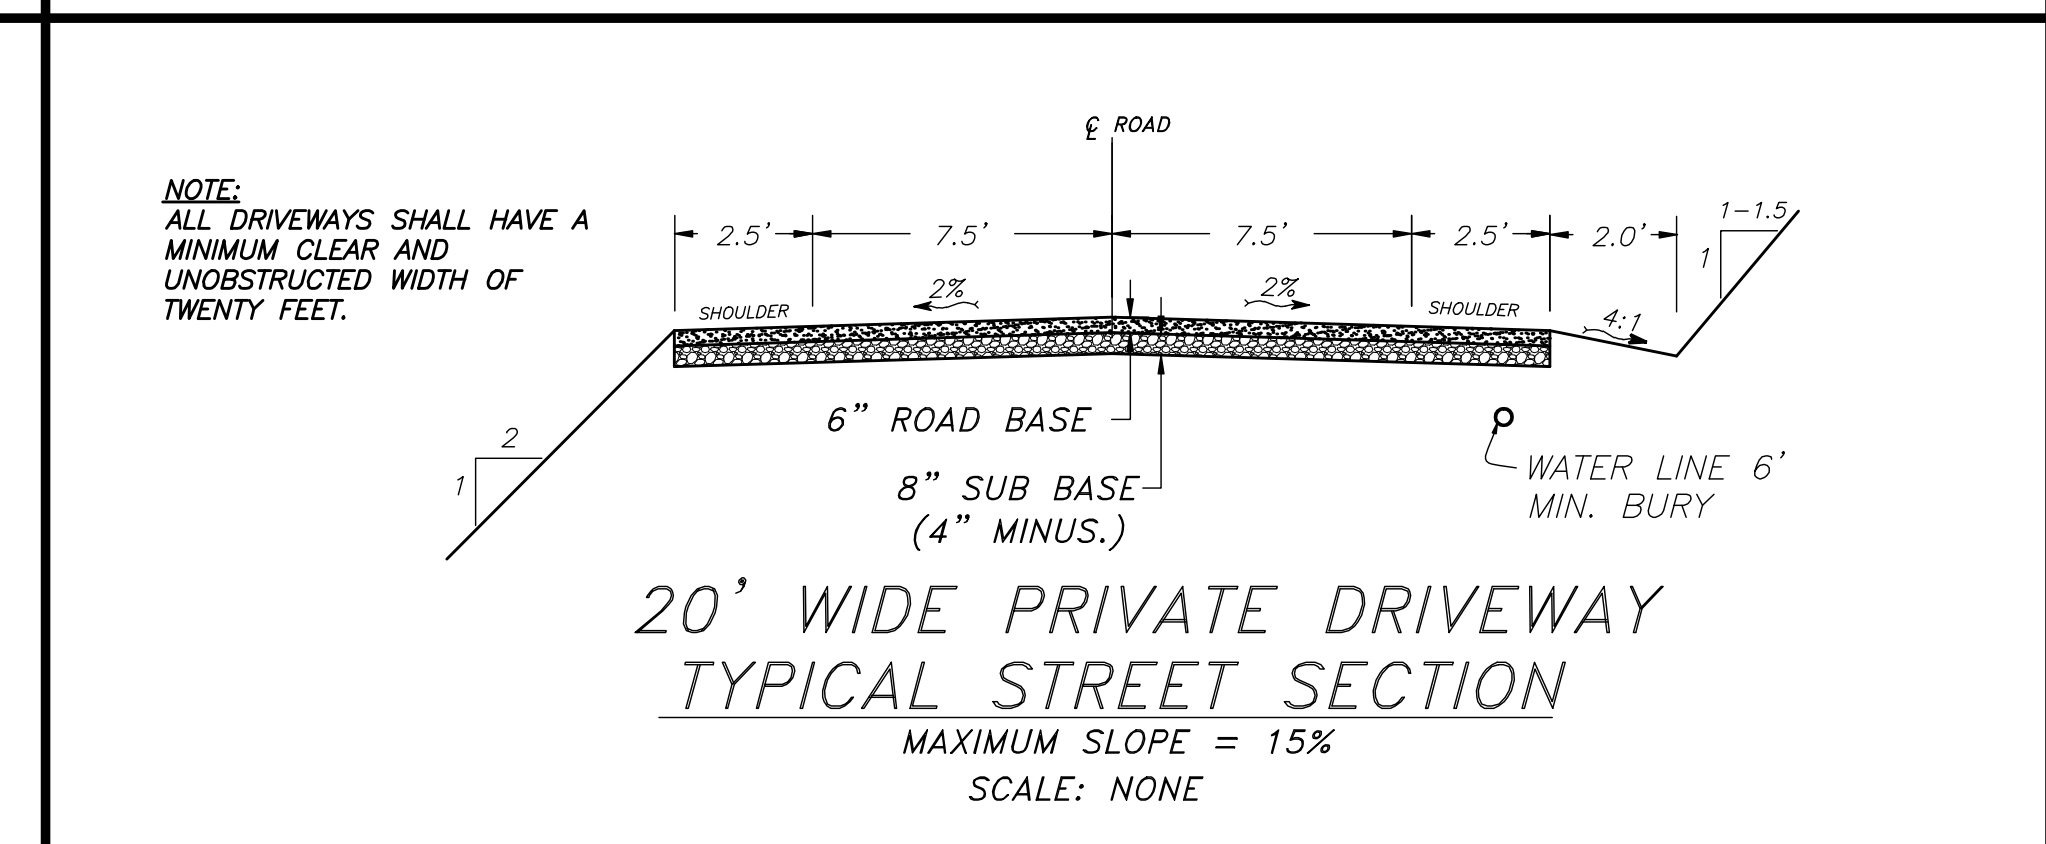 ℄ ROAD
NOTE:
ALL DRIVEWAYS SHALL HAVE A
MINIMUM CLEAR AND
UNOBSTRUCTED WIDTH OF
TWENTY FEET.
2.5' 7.5' 7.5' 2.5' 2.0'
1-1.5
1
2% 2%
SHOULDER SHOULDER
4:1
6" ROAD BASE
2
1
8" SUB BASE
(4" MINUS.)
WATER LINE 6'
MIN. BURY
20' WIDE PRIVATE DRIVEWAY
TYPICAL STREET SECTION
MAXIMUM SLOPE = 15%
SCALE: NONE